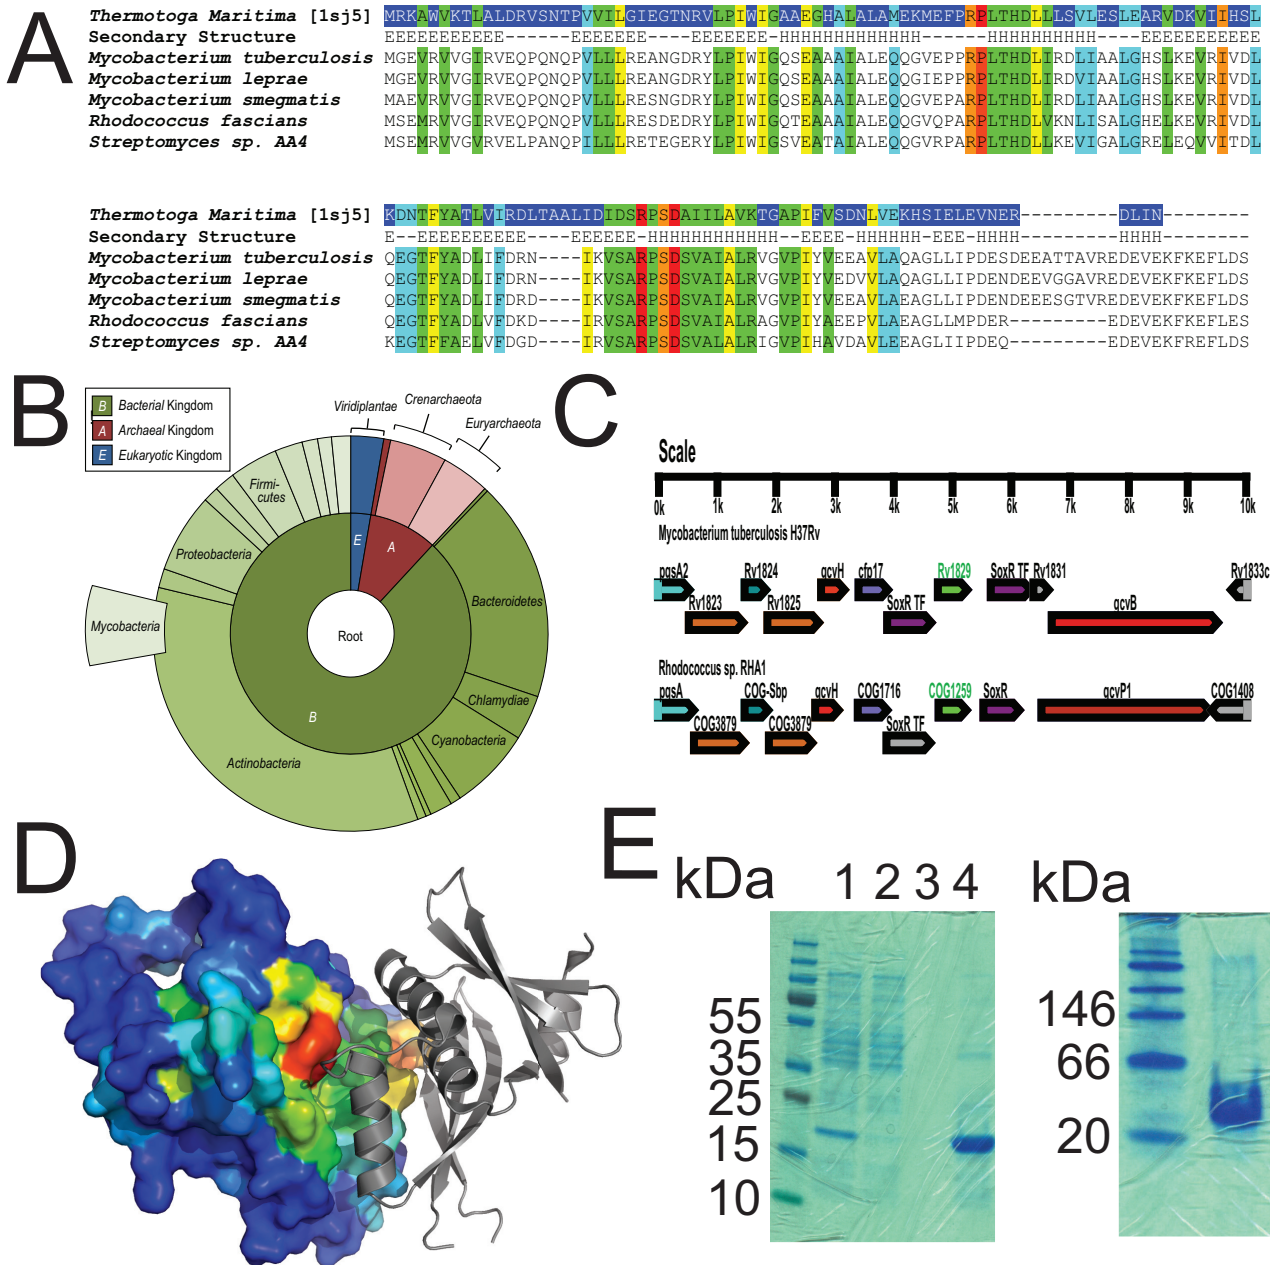 A
Thermotoga Maritima [1sj5] MRKAWVKTLALDRVSNTPVVILGIEGTNRVLPIWIGAAEGHALALAMEKMEFPRPLTHDLLLSVLESLEARVDKVIIHSL
Secondary Structure EEEEEEEEEEE------EEEEEEE----EEEEEEE-HHHHHHHHHHHHH------HHHHHHHHHH----EEEEEEEEEEE
Mycobacterium tuberculosis MGEVRVVGIRVEQPQNQPVLLLREANGDRYLPIWIGQSEAAAIALEQQGVEPPRPLTHDLIRDLIAALGHSLKEVRIVDL
Mycobacterium leprae MGEMRVVGIRVEQPQNQPVLLLREANGDRYLPIWIGQSEAAAIALEQQGIEPPRPLTHDLIRDVIAALGHSLKEVRIVDL
Mycobacterium smegmatis MAEVRVVGIRVEQPQNQPVLLLRESNGDRYLPIWIGQSEAAAIALEQQGVEPARPLTHDLIRDLIAALGHSLKEVRIVDL
Rhodococcus fascians MSEMRVVGIRVEQPQNQPVLLLRESDEDRYLPIWIGQTEAAAIALEQQGVQPARPLTHDLVKNLISALGHSLKEVRIVDL
Streptomyces sp. AA4 MSEMRVVGVRVELPANQPILLLRETEGERYLPIWIGSVEATAIALEQQGVRPARPLTHDLLKEVIGALGRELEQVVITDL
Thermotoga Maritima [1sj5] KDNTFYATLVIRDLTAALIDIDSRPSDAIILAVKTGAPIFVSDNLVEKHSIELEVNER---------DLIN--------
Secondary Structure E--EEEEEEEEEE----EEEEEE-HHHHHHHHHHHH--EEEE-HHHHHH-EEE-HHHH---------HHHH--------
Mycobacterium tuberculosis QEGTFYADLIFDRN----IKVSARPSDSVAIALRVGVPIYVEEAVLAQAGLLIPDESDEEATTAVREDEVEKFKEFLDS
Mycobacterium leprae QEGTFYADLIFDRN----IKVSARPSDSVAIALRVGVPIYVEDVVLAQAGLLIPDENDEEVGGAVREDEVEKFKEFLDS
Mycobacterium smegmatis QEGTFYADLIFDRN----IKVSARPSDSVAIALRVGVPIYVEEAVLAEAGLLIPDENDEEESGTVREDEVEKFKEFLDS
Rhodococcus fascians QEGTFYADLVFDKD----IRVSARPSDSVAIALRAGVPIYAEEPVLAEAGLLMPDER---------EDEVEKFKEFLES
Streptomyces sp. AA4 KEGTFFAELVFDGD----IRVSARPSDSVALALRIGVPIHAVDAVLEEAGLIIPDEQ---------EDEVEKFREFLDS
B
B Bacterial Kingdom
A Archaeal Kingdom
E Eukaryotic Kingdom
Viridiplantae
Crenarchaeota
Euryarchaeota
Firmi-
cutes
Proteobacteria
Mycobacteria
E
A
Root
B
Bacteroidetes
Chlamydiae
Cyanobacteria
Actinobacteria
C
Scale
0k 1k 2k 3k 4k 5k 6k 7k 8k 9k 10k
Mycobacterium tuberculosis H37Rv
pgsA2 Rv1824 gcvH cfp17 Rv1829 SoxR TF Rv1831 Rv1833c
Rv1823 Rv1825 SoxR TF gcvB
Rhodococcus sp. RHA1
pgsA COG-Sbp gcvH COG1716 COG1259 SoxR gcvP1 COG1408
COG3879 COG3879 SoxR TF
D
E
kDa 1 2 3 4
55
35
25
15
10
kDa
146
66
20